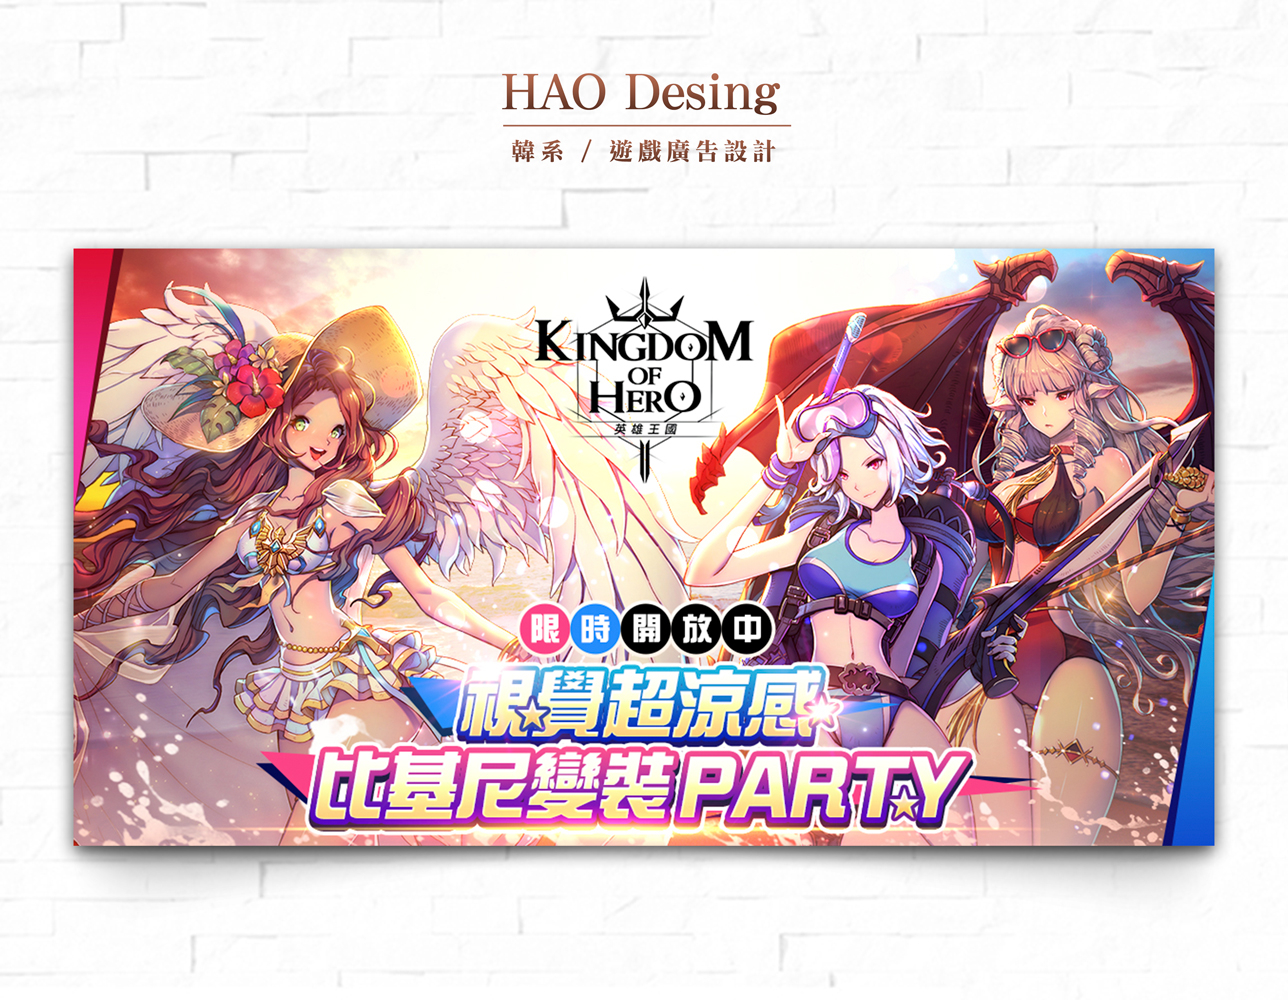 HAO Desing
韓系 / 遊戲廣告設計
KINGDOM
OF
HERO
英雄王國
限時開放中
視覺超涼感
比基尼變裝PARTY